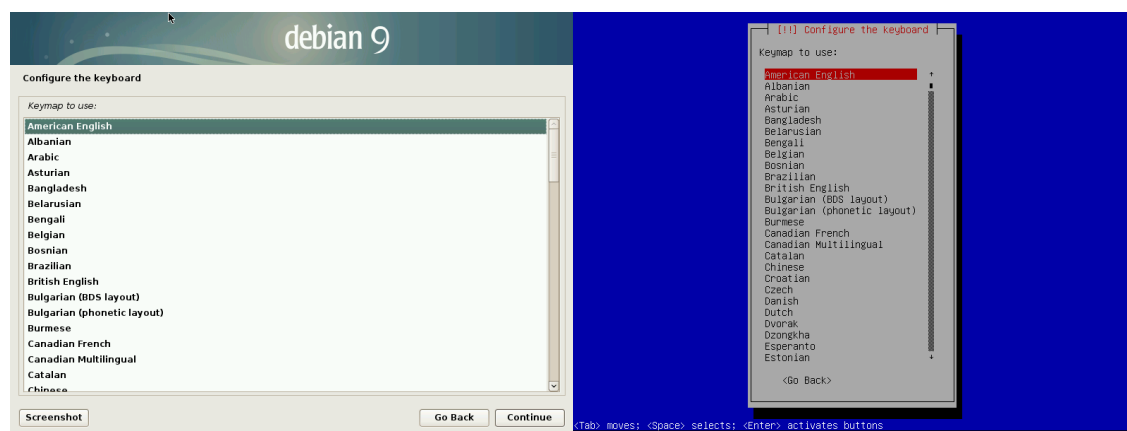 debian 9
Configure the keyboard
Keymap to use:
American English
Albanian
Arabic
Asturian
Bangladesh
Belarusian
Bengali
Belgian
Bosnian
Brazilian
British English
Bulgarian (BDS layout)
Bulgarian (phonetic layout)
Burmese
Canadian French
Canadian Multilingual
Catalan
Chinese
Screenshot
Go Back
Continue
[!!] Configure the keyboard
Keymap to use:
American English
Albanian
Arabic
Asturian
Bangladesh
Belarusian
Bengali
Belgian
Bosnian
Brazilian
British English
Bulgarian (BDS layout)
Bulgarian (phonetic layout)
Burmese
Canadian French
Canadian Multilingual
Catalan
Chinese
Croatian
Czech
Danish
Dutch
Dvorak
Dzongkha
Esperanto
Estonian
<Go Back>
<Tab> moves; <Space> selects; <Enter> activates buttons